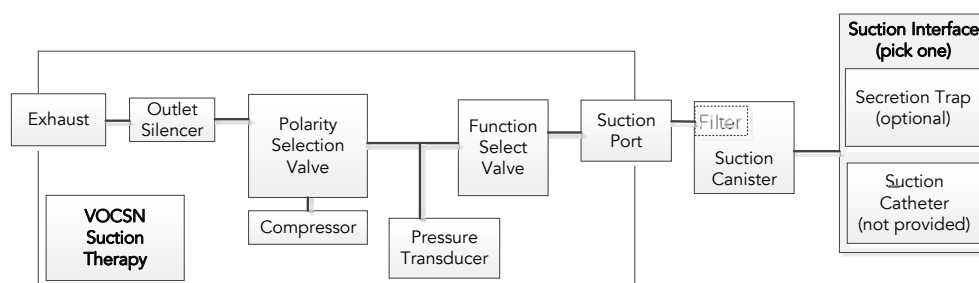 Suction Interface
(pick one)
Secretion Trap
(optional)
Suction
Catheter
(not provided)
Exhaust
Outlet
Silencer
Polarity
Selection
Valve
Compressor
Pressure
Transducer
Function
Select
Valve
Suction
Port
Filter
Suction
Canister
VOCSN
Suction
Therapy